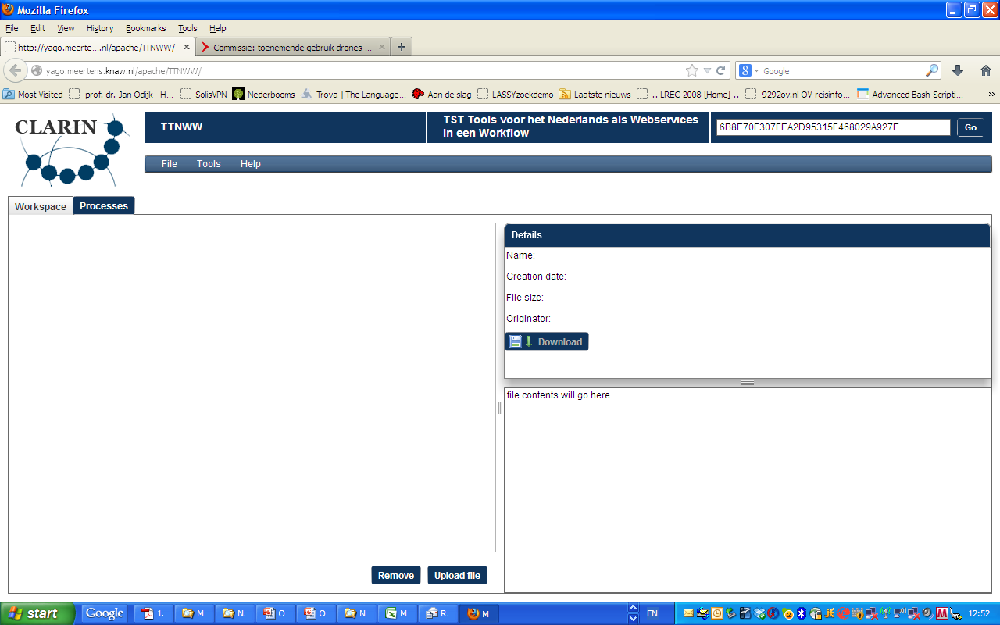 Mozilla Firefox
File Edit View History Bookmarks Tools Help
http://yago.meerte....nl/apache/TTNWW/ Commissie: toenemende gebruik drones ...
yago.meertens.knaw.nl/apache/TTNWW/ Google
Most Visited prof. dr. Jan Odijk - H... SolisVPN Nederbooms Trova | The Language... Aan de slag LASSYzoekdemo Laatste nieuws .. LREC 2008 [Home] .. 9292ov.nl OV-reisinfo... Advanced Bash-Scripti... »
CLARIN
TTNWW
TST Tools voor het Nederlands als Webservices
in een Workflow
6B8E70F307FEA2D95315F468029A927E Go
File Tools Help
Workspace Processes
Details
Name:
Creation date:
File size:
Originator:
Download
file contents will go here
Remove Upload file
start Google 1. M N O O N M R M EN 12:52